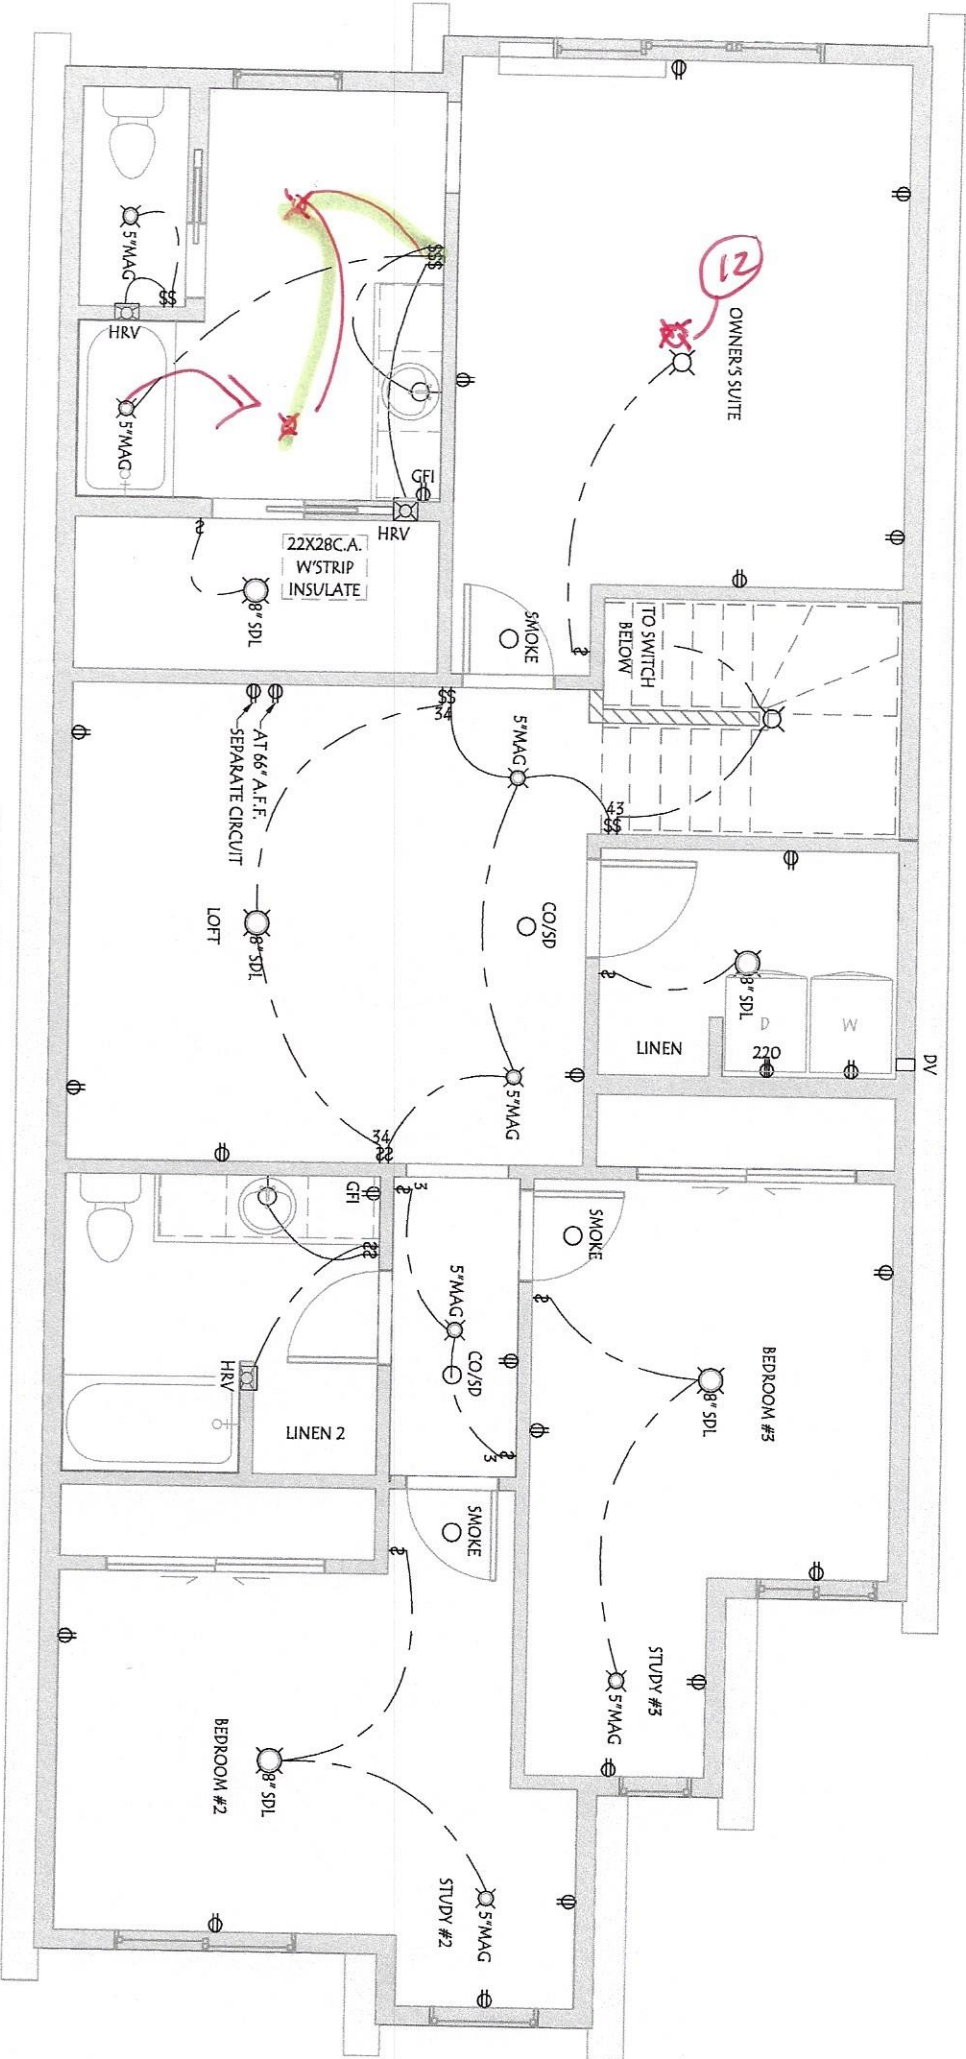 12
OWNER'S SUITE
5"MAG
$$
HRV
$$$
5"MAG
GFI
HRV
22X28C.A.
W'STRIP
INSULATE
8" SDL
SMOKE
TO SWITCH
BELOW
$$
34
5"MAG
43
$$
AT 66" A.F.F.
SEPARATE CIRCUIT
8" SDL
LOFT
CO/SD
8" SDL
LINEN
D
W
220
DV
5"MAG
34
$$
GFI
3
SMOKE
5"MAG
CO/SD
HRV
LINEN 2
3
8" SDL
BEDROOM #3
SMOKE
STUDY #3
5"MAG
BEDROOM #2
8" SDL
STUDY #2
5"MAG